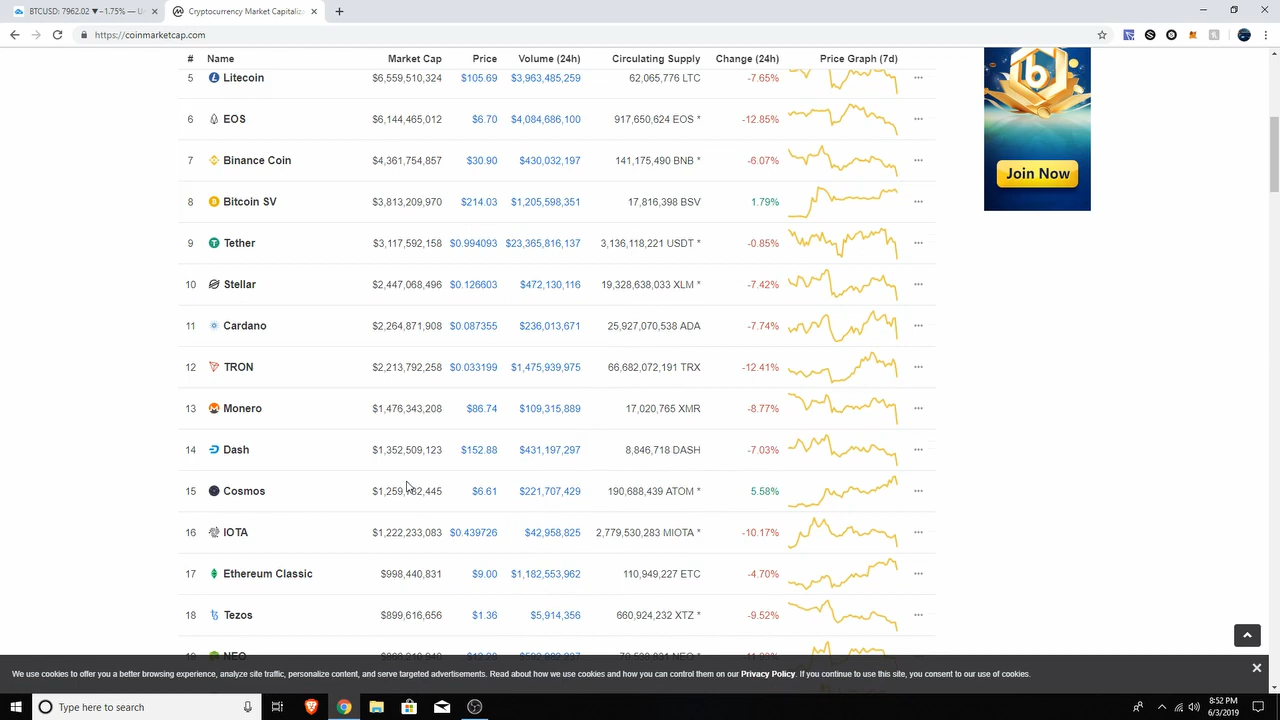 BTCUSD: 7962.02 ▼−1.75% — U
Cryptocurrency Market Capitaliz
https://coinmarketcap.com
# Name Market Cap Price Volume (24h) Circulating Supply Change (24h) Price Graph (7d)
5 Litecoin $6,559,510,324 $105.69 $3,963,485,259 62,065,776 LTC -7.65%
6 EOS $6,144,465,012 $6.70 $4,084,686,100 917,650,624 EOS * -12.85%
7 Binance Coin $4,361,754,857 $30.90 $430,032,197 141,175,490 BNB * -6.07%
8 Bitcoin SV $3,813,209,970 $214.03 $1,205,598,351 17,816,398 BSV 1.79%
9 Tether $3,117,592,158 $0.994093 $23,365,816,137 3,136,118,221 USDT * -0.85%
10 Stellar $2,447,068,496 $0.126603 $472,130,116 19,328,638,033 XLM * -7.42%
11 Cardano $2,264,871,908 $0.087355 $236,013,671 25,927,070,538 ADA -7.74%
12 TRON $2,213,792,258 $0.033199 $1,475,939,975 66,682,072,191 TRX -12.41%
13 Monero $1,476,343,208 $86.74 $109,315,889 17,020,765 XMR -8.77%
14 Dash $1,352,509,123 $152.88 $431,197,297 8,846,718 DASH -7.03%
15 Cosmos $6.61 $221,707,429 190,688,439 ATOM * 5.58%
16 IOTA $1,222,233,083 $0.439726 $42,958,825 2,779,530,283 MIOTA * -10.17%
17 Ethereum Classic $998,440,831 $9.00 $1,182,553,962 110,949,227 ETC -4.70%
18 Tezos $899,616,656 $1.36 $5,914,356 660,924,232 XTZ * -9.52%
NEO
Join Now
We use cookies to offer you a better browsing experience, analyze site traffic, personalize content, and serve targeted advertisements. Read about how we use cookies and how you can control them on our Privacy Policy. If you continue to use this site, you consent to our use of cookies.
Type here to search
8:52 PM
6/3/2019